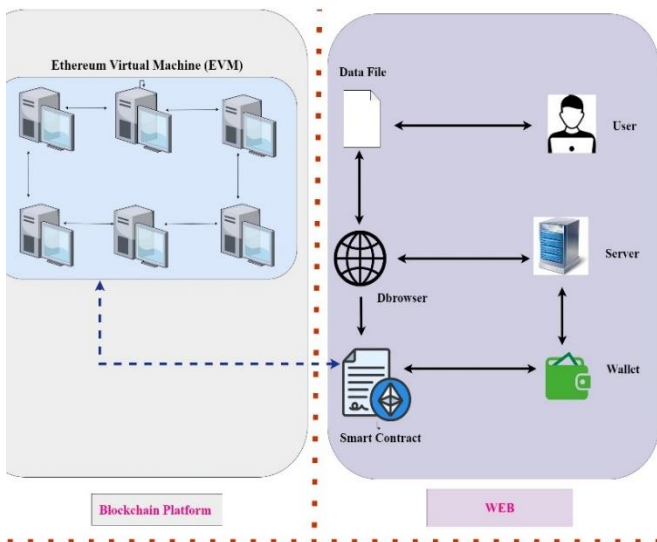 Ethereum Virtual Machine (EVM)
Data File
User
Server
Dbrowser
Wallet
Smart Contract
Blockchain Platform
WEB